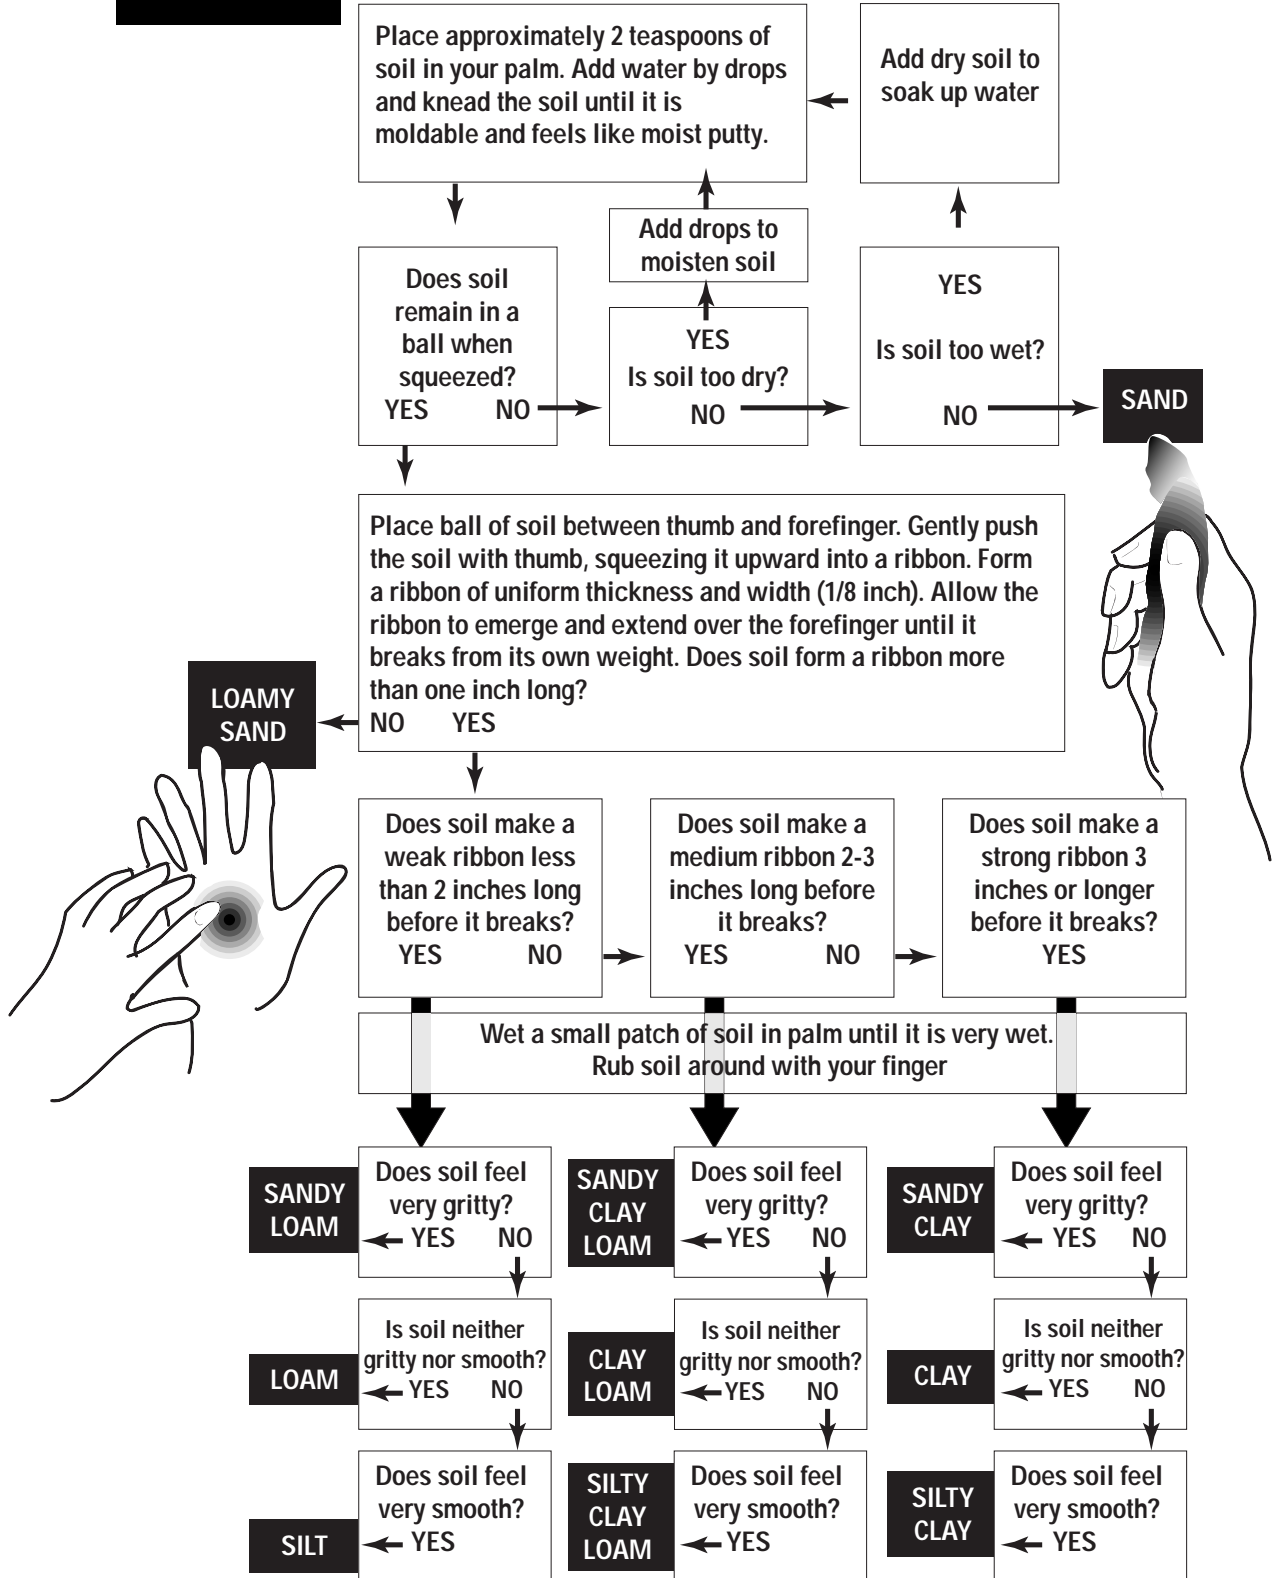 Place approximately 2 teaspoons of
soil in your palm. Add water by drops
and knead the soil until it is
moldable and feels like moist putty.
Add dry soil to
soak up water
Add drops to
moisten soil
Does soil
remain in a
ball when
squeezed?
YES NO
YES
Is soil too dry?
NO
YES
Is soil too wet?
NO
SAND
Place ball of soil between thumb and forefinger. Gently push
the soil with thumb, squeezing it upward into a ribbon. Form
a ribbon of uniform thickness and width (1/8 inch). Allow the
ribbon to emerge and extend over the forefinger until it
breaks from its own weight. Does soil form a ribbon more
than one inch long?
NO YES
LOAMY
SAND
Does soil make a
weak ribbon less
than 2 inches long
before it breaks?
YES NO
Does soil make a
medium ribbon 2-3
inches long before
it breaks?
YES NO
Does soil make a
strong ribbon 3
inches or longer
before it breaks?
YES
Wet a small patch of soil in palm until it is very wet.
Rub soil around with your finger
SANDY
LOAM
Does soil feel
very gritty?
YES NO
SANDY
CLAY
LOAM
Does soil feel
very gritty?
YES NO
SANDY
CLAY
Does soil feel
very gritty?
YES NO
LOAM
Is soil neither
gritty nor smooth?
YES NO
CLAY
LOAM
Is soil neither
gritty nor smooth?
YES NO
CLAY
Is soil neither
gritty nor smooth?
YES NO
SILT
Does soil feel
very smooth?
YES
SILTY
CLAY
LOAM
Does soil feel
very smooth?
YES
SILTY
CLAY
Does soil feel
very smooth?
YES